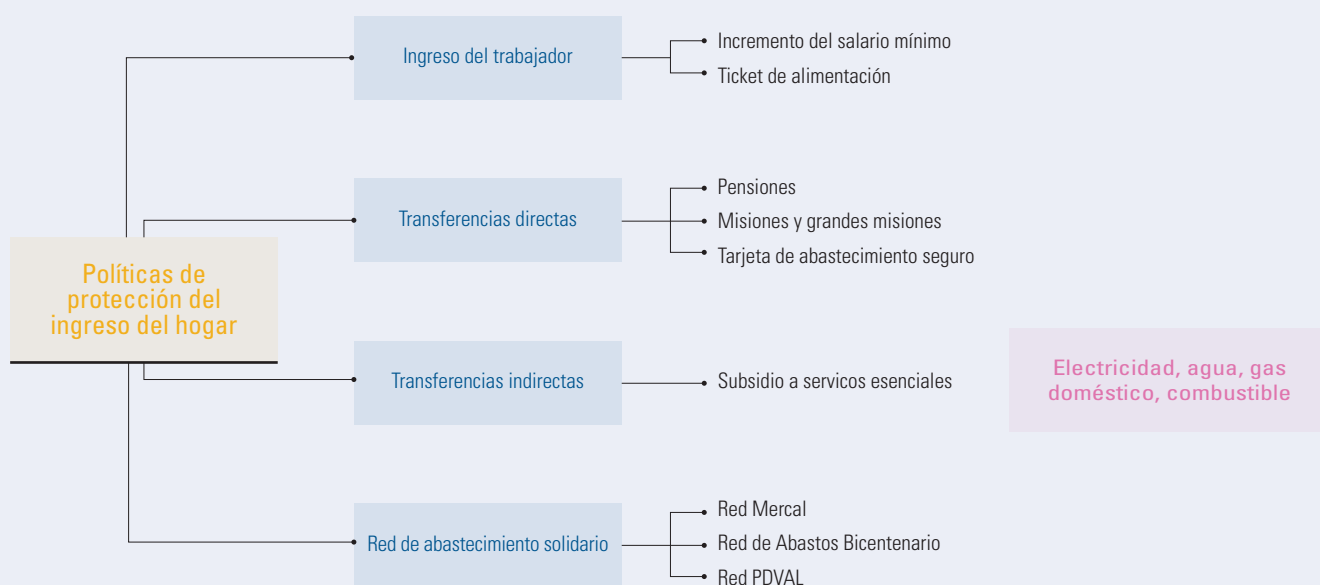 Políticas de
protección del
ingreso del hogar
Ingreso del trabajador
Incremento del salario mínimo
Ticket de alimentación
Transferencias directas
Pensiones
Misiones y grandes misiones
Tarjeta de abastecimiento seguro
Transferencias indirectas
Subsidio a servicos esenciales
Electricidad, agua, gas
doméstico, combustible
Red de abastecimiento solidario
Red Mercal
Red de Abastos Bicentenario
Red PDVAL